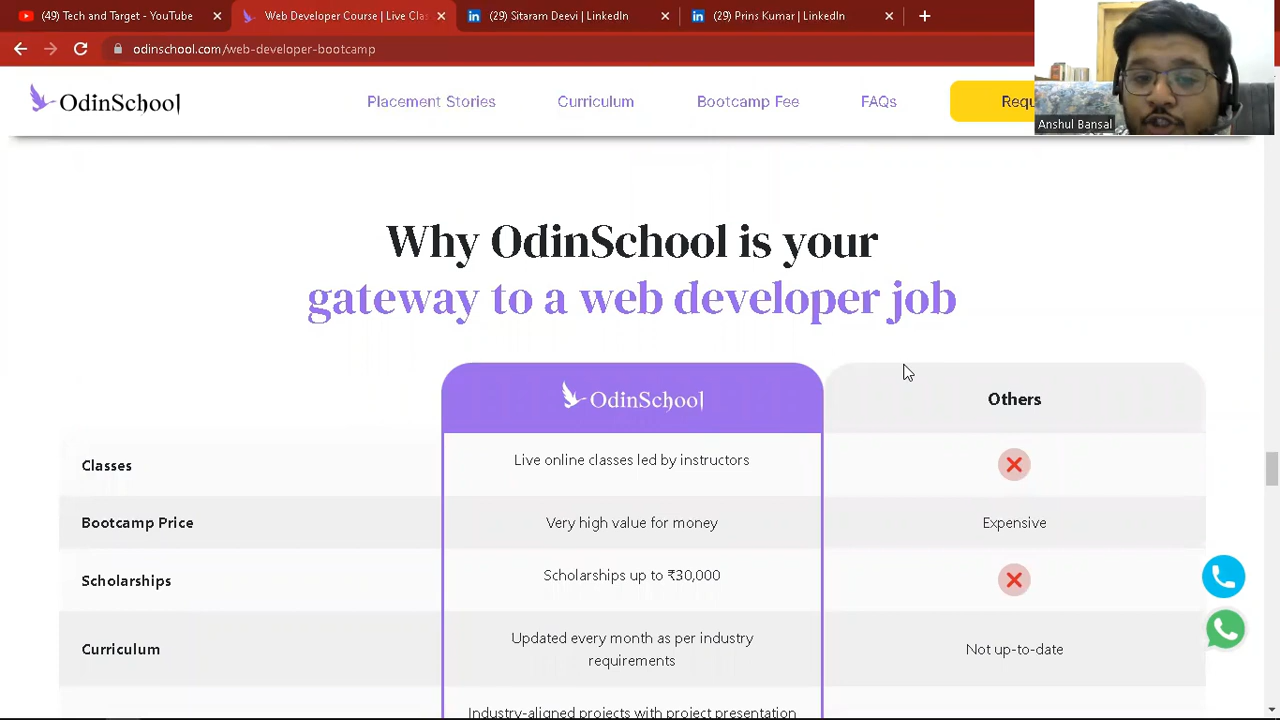 (49) Tech and Target - YouTube
Web Developer Course | Live Clas
(29) Sitaram Deevi | LinkedIn
(29) Prins Kumar | LinkedIn
odinschool.com/web-developer-bootcamp
OdinSchool
Placement Stories
Curriculum
Bootcamp Fee
FAQs
Requ
Anshul Bansal
Why OdinSchool is your
gateway to a web developer job
OdinSchool
Others
Classes
Live online classes led by instructors
Bootcamp Price
Very high value for money
Expensive
Scholarships
Scholarships up to ₹30,000
Curriculum
Updated every month as per industry
requirements
Not up-to-date
Industry-aligned projects with project presentation